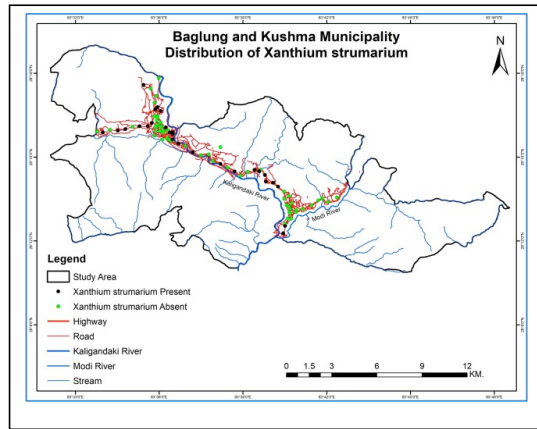 Baglung and Kushma Municipality
Distribution of Xanthium strumarium
N
Kaligandaki River
Modi River
Legend
Study Area
Xanthium strumarium Present
Xanthium strumarium Absent
Highway
Road
Kaligandaki River
Modi River
Stream
0 1.5 3 6 9 12
KM.